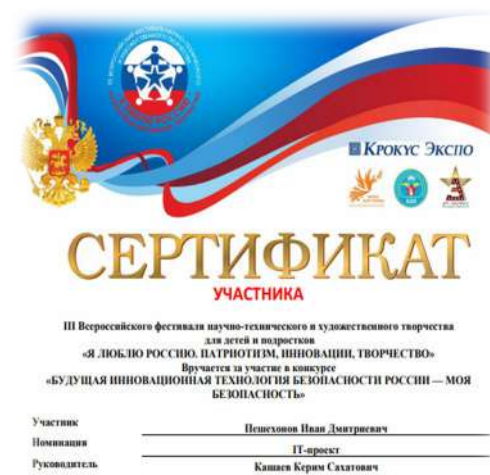 КРОКУС ЭКСПО
СЕРТИФИКАТ
УЧАСТНИКА
III Всероссийского фестиваля научно-технического и художественного творчества
для детей и подростков
«Я ЛЮБЛЮ РОССИЮ. ПАТРИОТИЗМ, ИННОВАЦИИ, ТВОРЧЕСТВО»
Вручается за участие в конкурсе
«БУДУЩАЯ ИННОВАЦИОННАЯ ТЕХНОЛОГИЯ БЕЗОПАСНОСТИ РОССИИ — МОЯ
БЕЗОПАСНОСТЬ»
Участник Пешехонов Иван Дмитриевич
Номинация IT-проект
Руководитель Кашаев Керим Сахатович